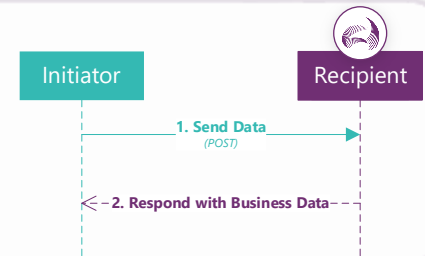 Initiator
Recipient
1. Send Data
(POST)
2. Respond with Business Data